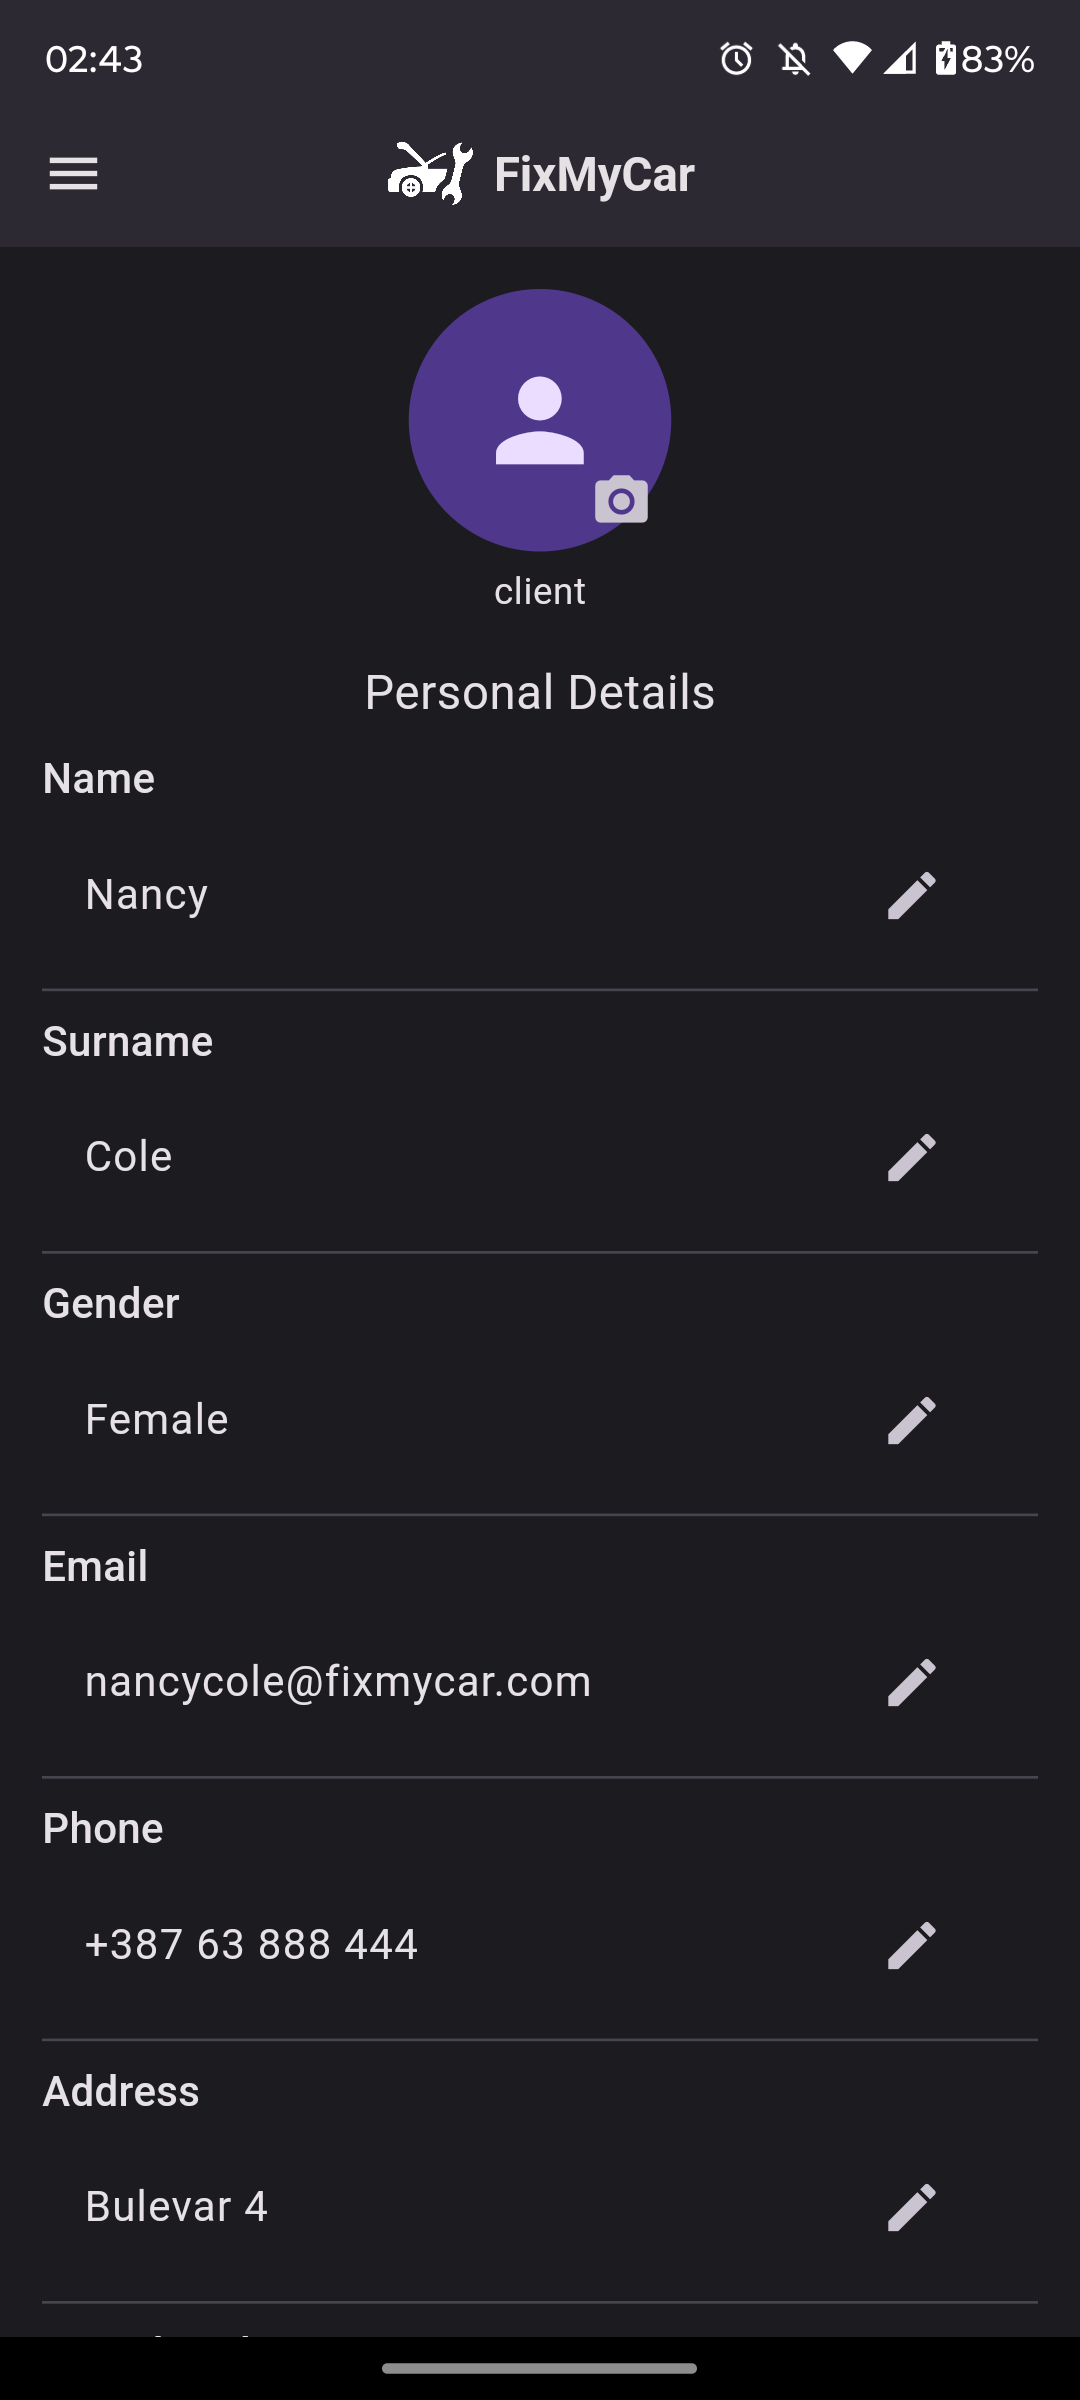 02:43
83%
FixMyCar
client
Personal Details
Name
Nancy
Surname
Cole
Gender
Female
Email
nancycole@fixmycar.com
Phone
+387 63 888 444
Address
Bulevar 4